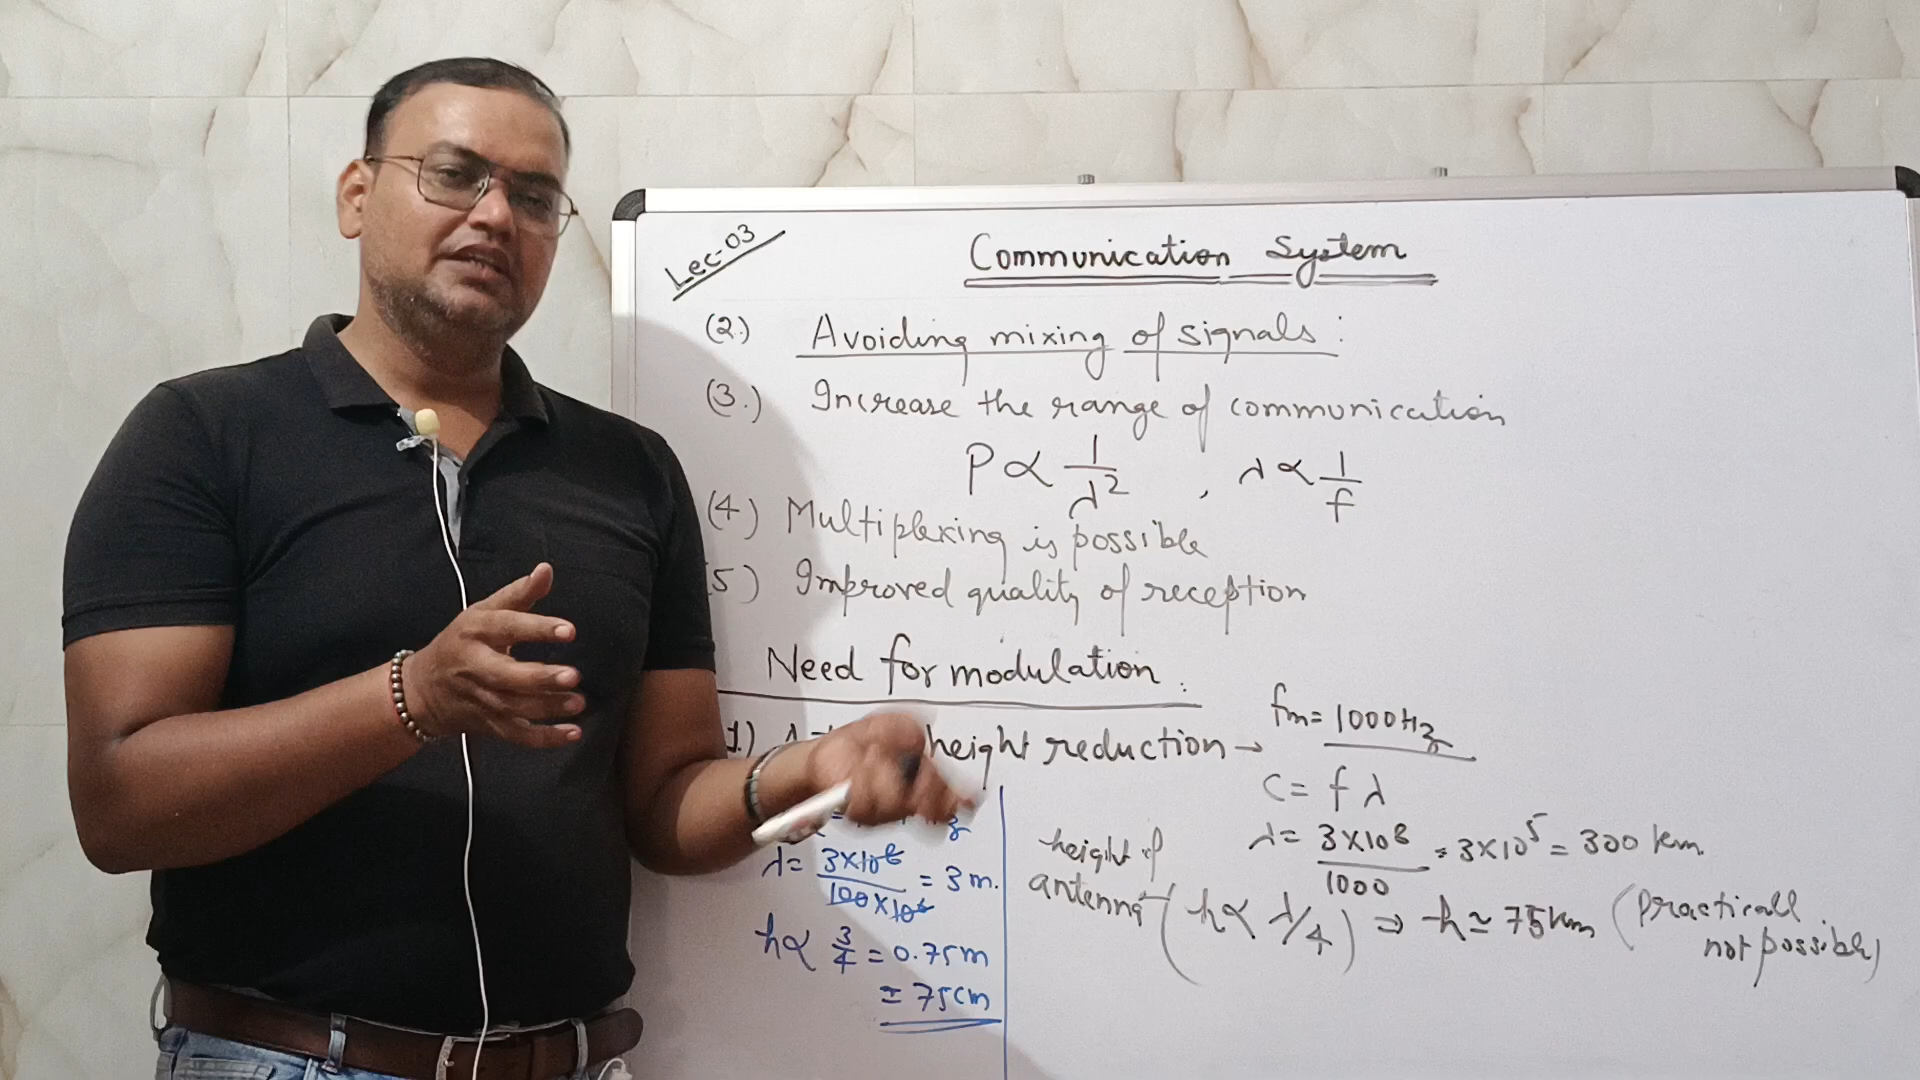 Lec-03
Communication System
(2.) Avoiding mixing of signals :
(3.) Increase the range of communication
P ∝ 1/λ² , λ ∝ 1/f
(4) Multiplexing is possible
5) Improved quality of reception
Need for modulation :
1.) height reduction → fm = 1000Hz
c = f λ
λ = 3×10⁸/1000 = 3×10⁵ = 300 km
height of antenna (h ∝ λ/4) ⇒ h ≃ 75km (Practicall not possible)
λ = 3×10⁸/100×10⁶ = 3 m.
h ∝ 3/4 = 0.75m
= 75cm